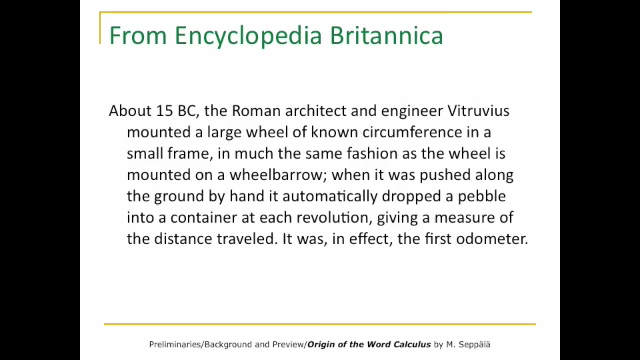 From Encyclopedia Britannica
About 15 BC, the Roman architect and engineer Vitruvius
mounted a large wheel of known circumference in a
small frame, in much the same fashion as the wheel is
mounted on a wheelbarrow; when it was pushed along
the ground by hand it automatically dropped a pebble
into a container at each revolution, giving a measure of
the distance traveled. It was, in effect, the first odometer.
Preliminaries/Background and Preview/Origin of the Word Calculus by M. Seppälä